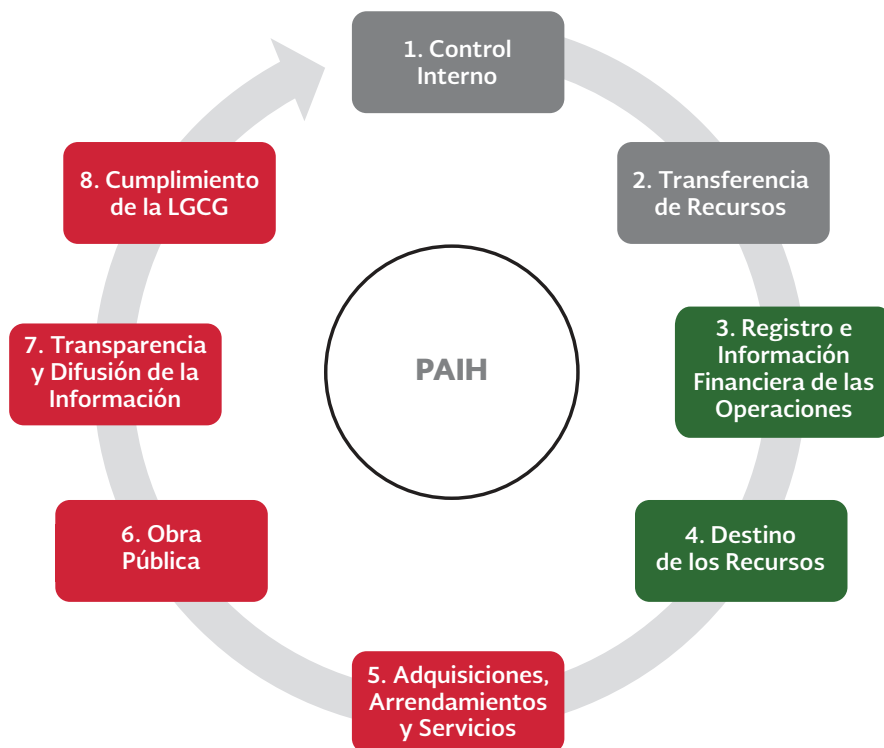 1. Control
Interno
2. Transferencia
de Recursos
3. Registro e
Información
Financiera de las
Operaciones
4. Destino
de los Recursos
5. Adquisiciones,
Arrendamientos
y Servicios
6. Obra
Pública
7. Transparencia
y Difusión de la
Información
8. Cumplimiento
de la LGCG
PAIH